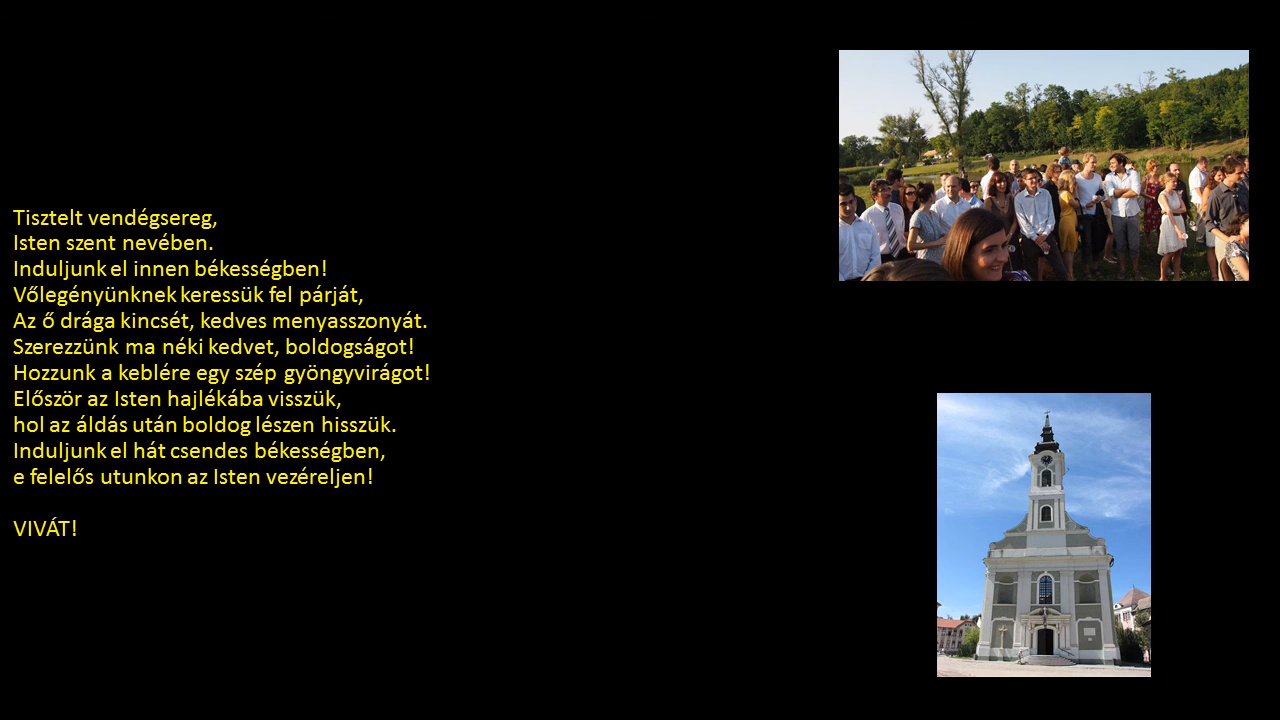 Tisztelt vendégsereg,
Isten szent nevében.
Induljunk el innen békességben!
Vőlegényünknek keressük fel párját,
Az ő drága kincsét, kedves menyasszonyát.
Szerezzünk ma néki kedvet, boldogságot!
Hozzunk a keblére egy szép gyöngyvirágot!
Először az Isten hajlékába visszük,
hol az áldás után boldog lészen hisszük.
Induljunk el hát csendes békességben,
e felelős utunkon az Isten vezéreljen!
VIVÁT!